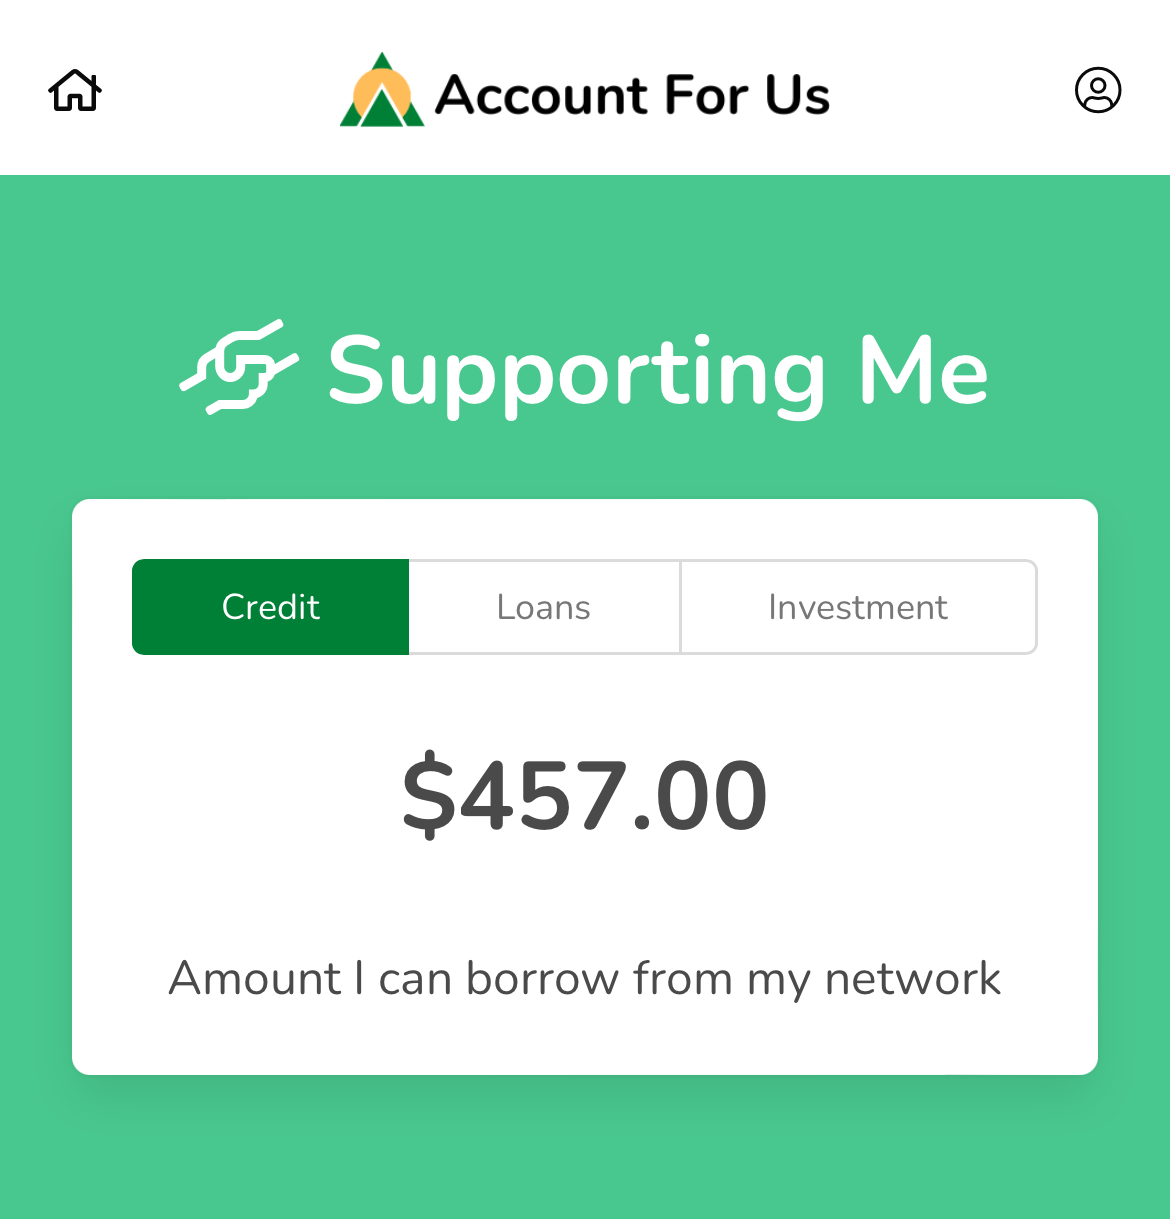 Account For Us
Supporting Me
Credit
Loans
Investment
$457.00
Amount I can borrow from my network